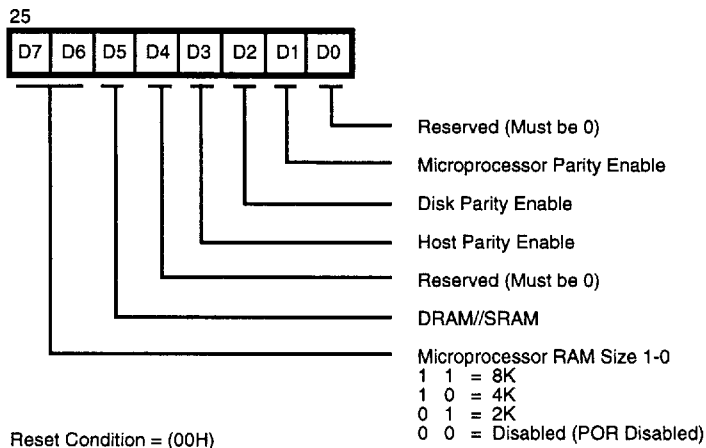 25
D7 D6 D5 D4 D3 D2 D1 D0
Reserved (Must be 0)
Microprocessor Parity Enable
Disk Parity Enable
Host Parity Enable
Reserved (Must be 0)
DRAM//SRAM
Microprocessor RAM Size 1-0
1 1 = 8K
1 0 = 4K
0 1 = 2K
0 0 = Disabled (POR Disabled)
Reset Condition = (00H)